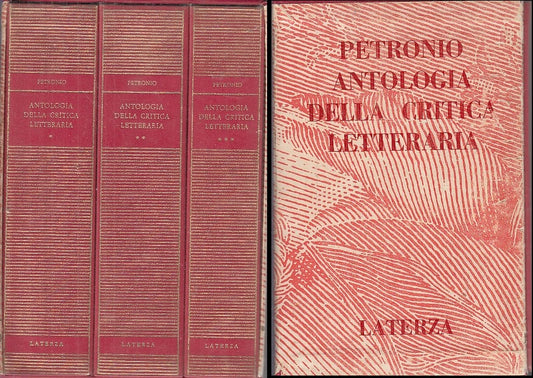 PETRONIO
ANTOLOGIA
DELLA CRITICA
LETTERARIA
*
LATERZA
PETRONIO
ANTOLOGIA
DELLA CRITICA
LETTERARIA
**
LATERZA
PETRONIO
ANTOLOGIA
DELLA CRITICA
LETTERARIA
***
LATERZA
PETRONIO
ANTOLOGIA
DELLA CRITICA
LETTERARIA
LATERZA